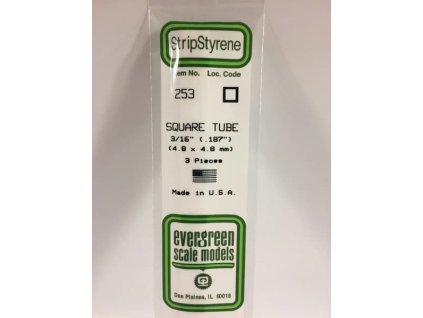 StripStyrene
Item No. Loc. Code
253
SQUARE TUBE
3/16" (.187")
(4.8 x 4.8 mm)
3 Pieces
Made in U.S.A.
evergreen
scale models
Des Plaines, IL 60018